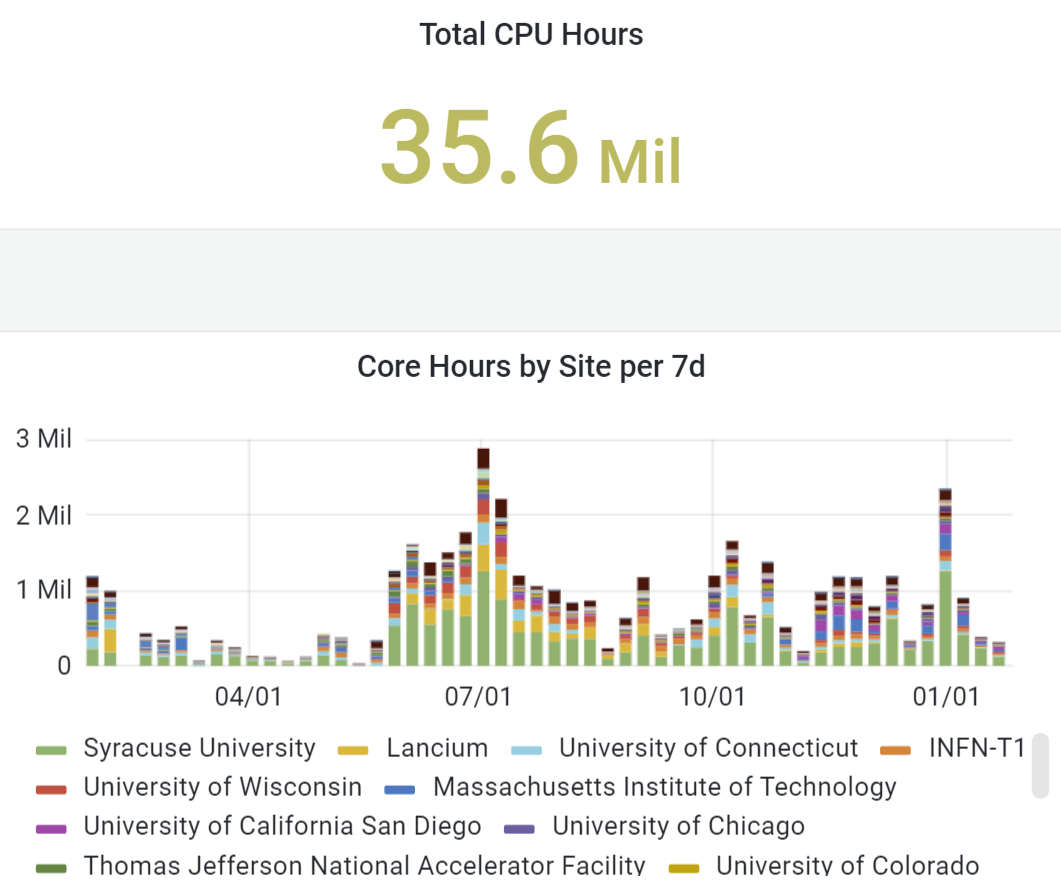 Total CPU Hours
35.6 Mil
Core Hours by Site per 7d
3 Mil
2 Mil
1 Mil
0
04/01 07/01 10/01 01/01
Syracuse University Lancium University of Connecticut INFN-T1
University of Wisconsin Massachusetts Institute of Technology
University of California San Diego University of Chicago
Thomas Jefferson National Accelerator Facility University of Colorado